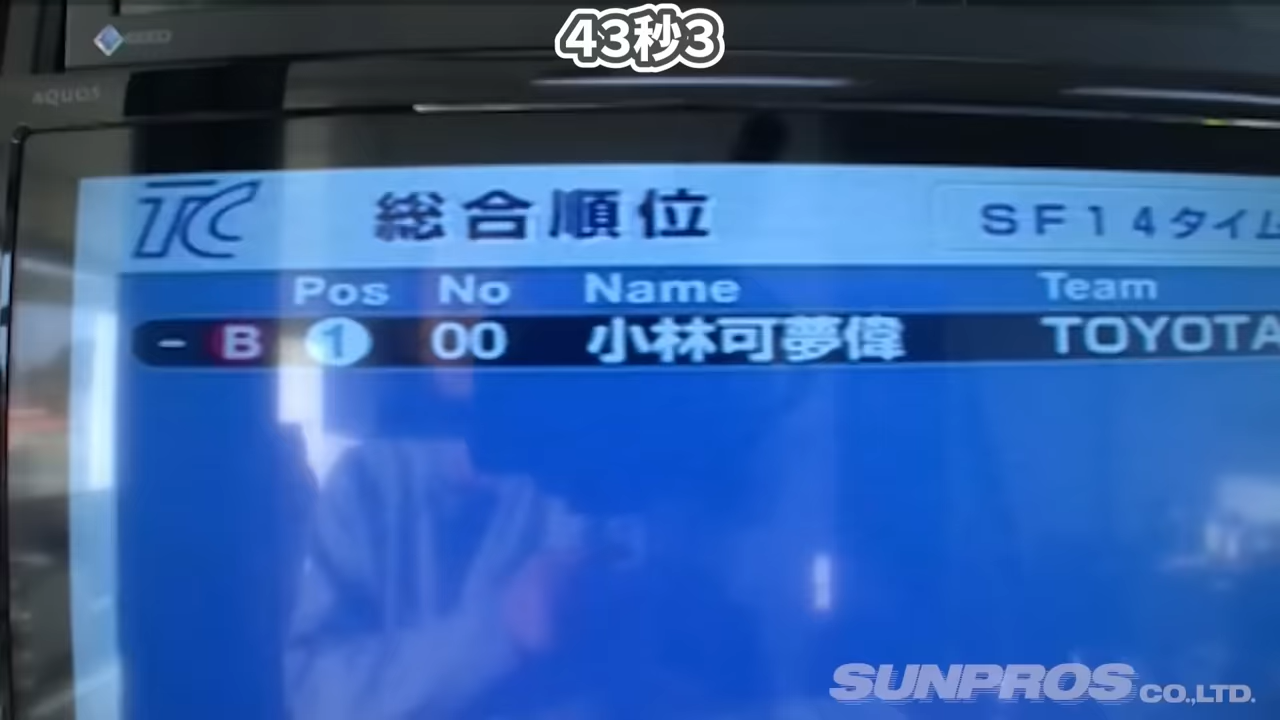 43秒3
AQUOS
TC 総合順位 SF14タイム
Pos No Name Team
- B 1 00 小林可夢偉 TOYOTA
SUNPROS CO.,LTD.